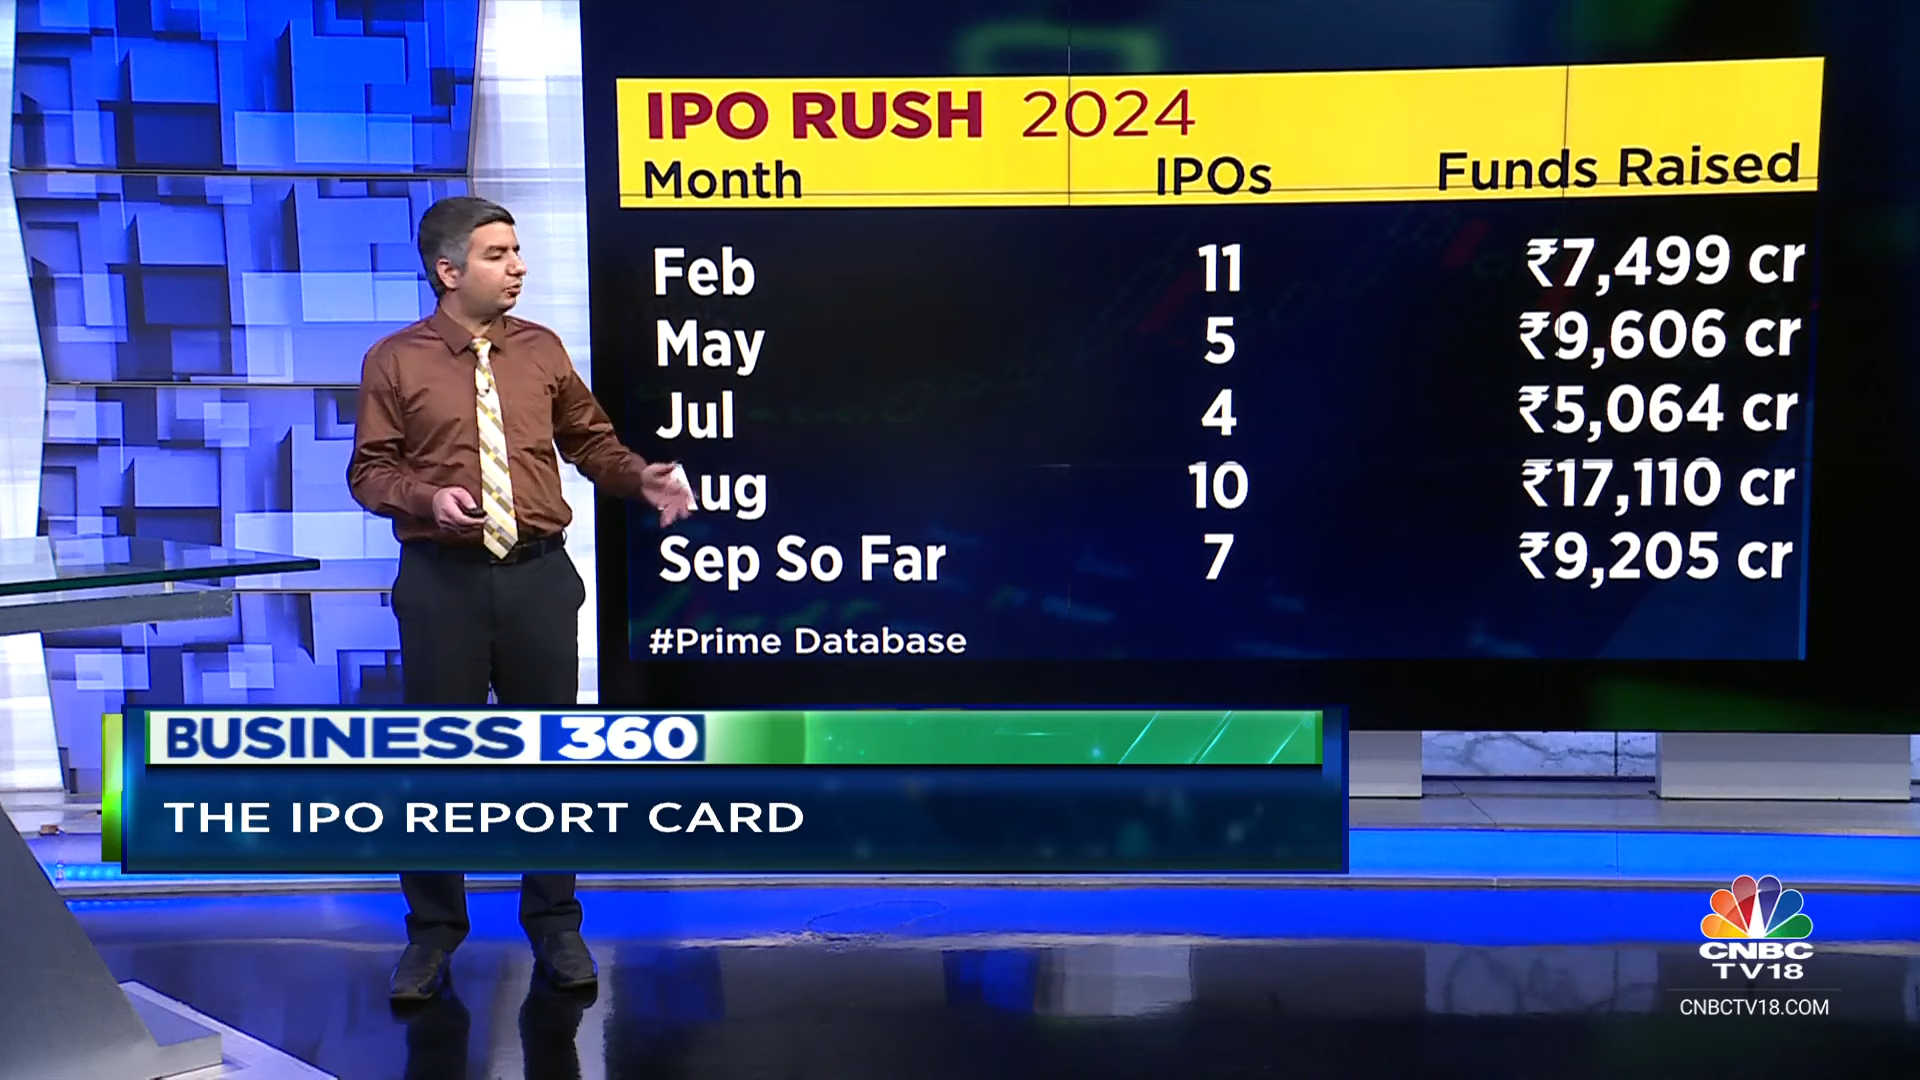 IPO RUSH 2024
Month IPOs Funds Raised
Feb 11 ₹7,499 cr
May 5 ₹9,606 cr
Jul 4 ₹5,064 cr
Aug 10 ₹17,110 cr
Sep So Far 7 ₹9,205 cr
#Prime Database
BUSINESS 360
THE IPO REPORT CARD
CNBC
TV18
CNBCTV18.COM